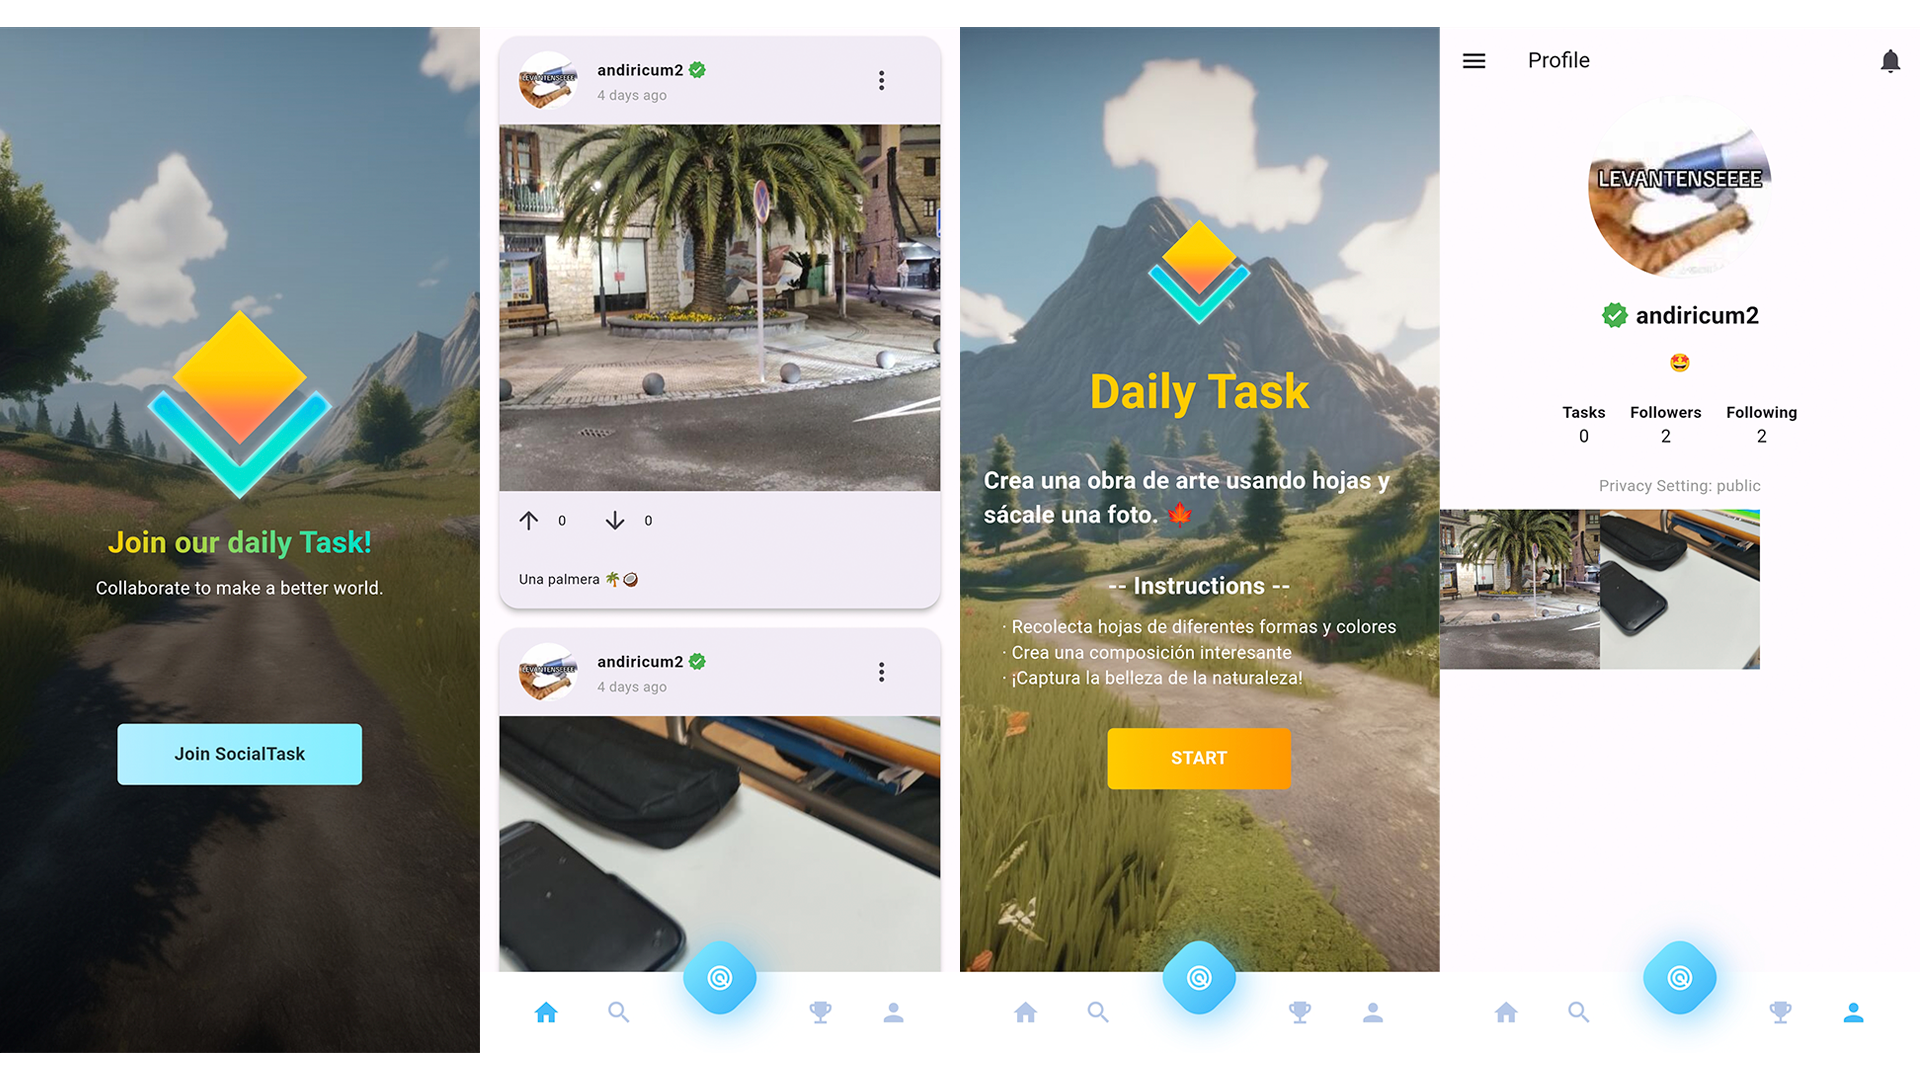 Join our daily Task!
Collaborate to make a better world.
Join SocialTask
andiricum2
4 days ago
LEVANTENSEEE
0
0
Una palmera 🌴🥥
andiricum2
4 days ago
LEVANTENSEEE
Daily Task
Crea una obra de arte usando hojas y
sácale una foto. 🍁
-- Instructions --
· Recolecta hojas de diferentes formas y colores
· Crea una composición interesante
· ¡Captura la belleza de la naturaleza!
START
Profile
LEVANTENSEEEE
andiricum2
🤩
Tasks Followers Following
0 2 2
Privacy Setting: public